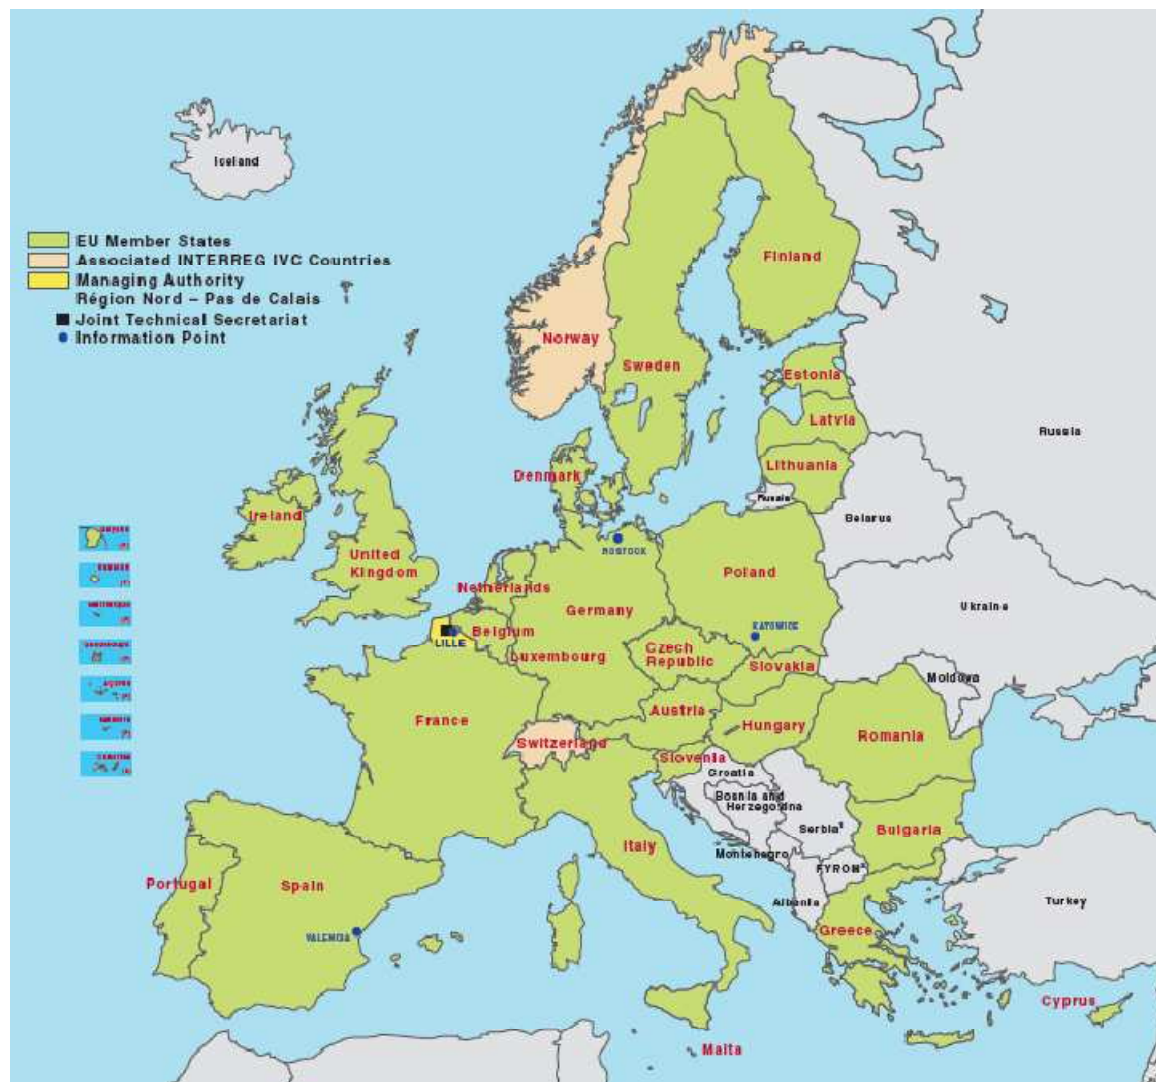 Iceland
EU Member States
Associated INTERREG IVC Countries
Managing Authority
Région Nord – Pas de Calais
Joint Technical Secretariat
Information Point
Finland
Norway
Sweden
Estonia
Latvia
Russia
Lithuania
Denmark
Russia
Ireland
Belarus
ROSTOCK
United
Kingdom
Poland
Netherlands
Germany
Ukraine
KATOWICE
Belgium
LILLE
Czech
Republic
Luxembourg
Slovakia
Moldova
Austria
France
Hungary
Romania
Switzerland
Slovenia
Croatia
Bosnia and
Herzegovina
Serbia
Bulgaria
Italy
Montenegro
FYROM
Portugal
Spain
Albania
Turkey
Greece
VALENCIA
Cyprus
Malta